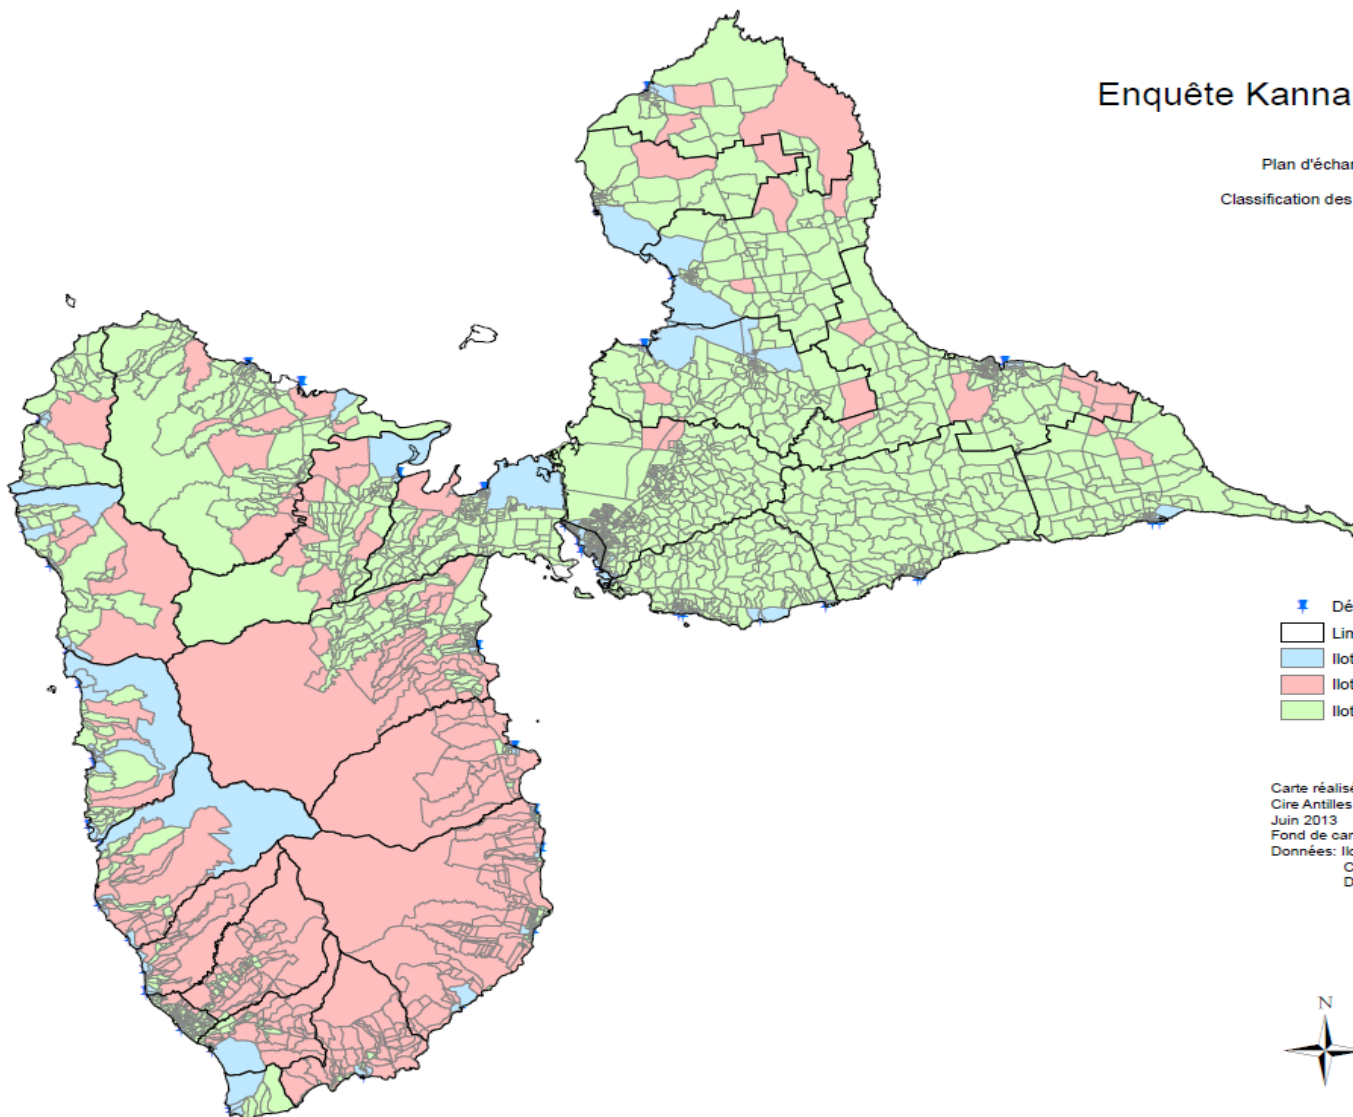 Enquête Kanna
Plan d'échar
Classification des
Dé
Lin
Ilot
Ilot
Ilot
Carte réalisé
Cire Antilles
Juin 2013
Fond de car
Données: Ilo
C
D
N